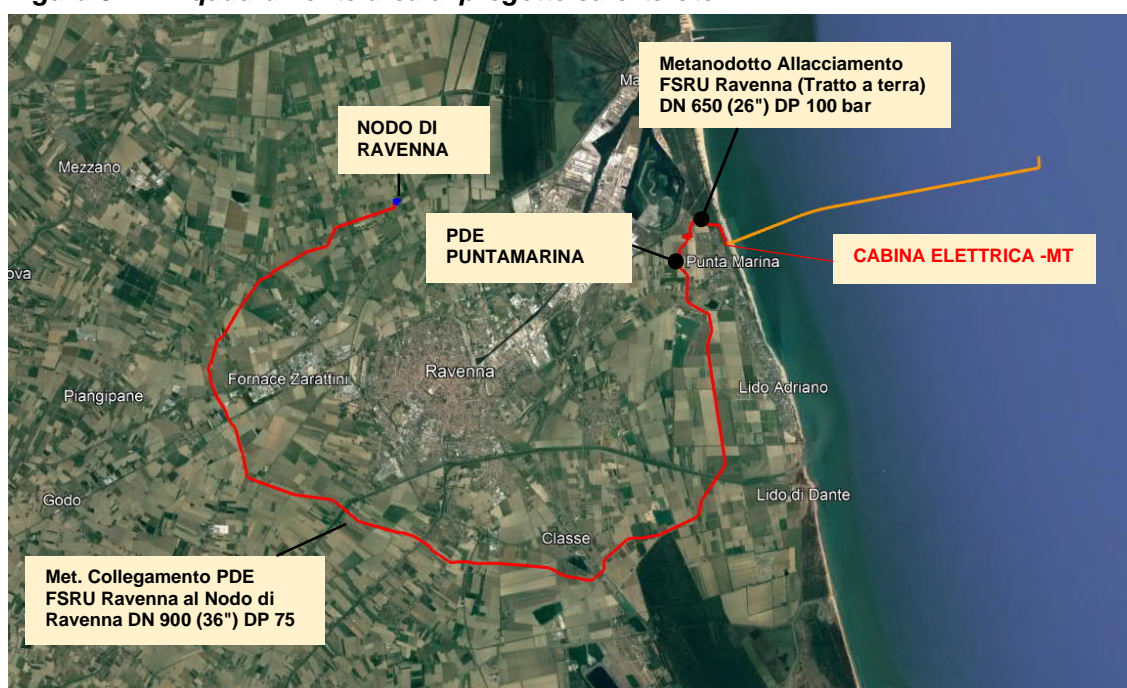 Metanodotto Allacciamento
FSRU Ravenna (Tratto a terra)
DN 650 (26") DP 100 bar
NODO DI
RAVENNA
Mezzano
PDE
PUNTAMARINA
Punta Marina
CABINA ELETTRICA -MT
Fornace Zarattini
Ravenna
Piangipane
Lido Adriano
Godo
Lido di Dante
Classe
Met. Collegamento PDE
FSRU Ravenna al Nodo di
Ravenna DN 900 (36") DP 75